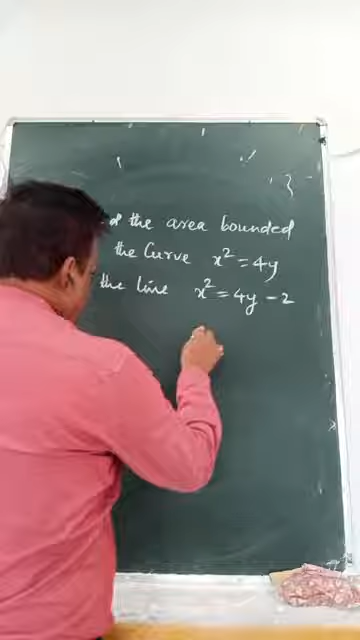 the area bounded
the Curve x² = 4y
the line x² = 4y - 2